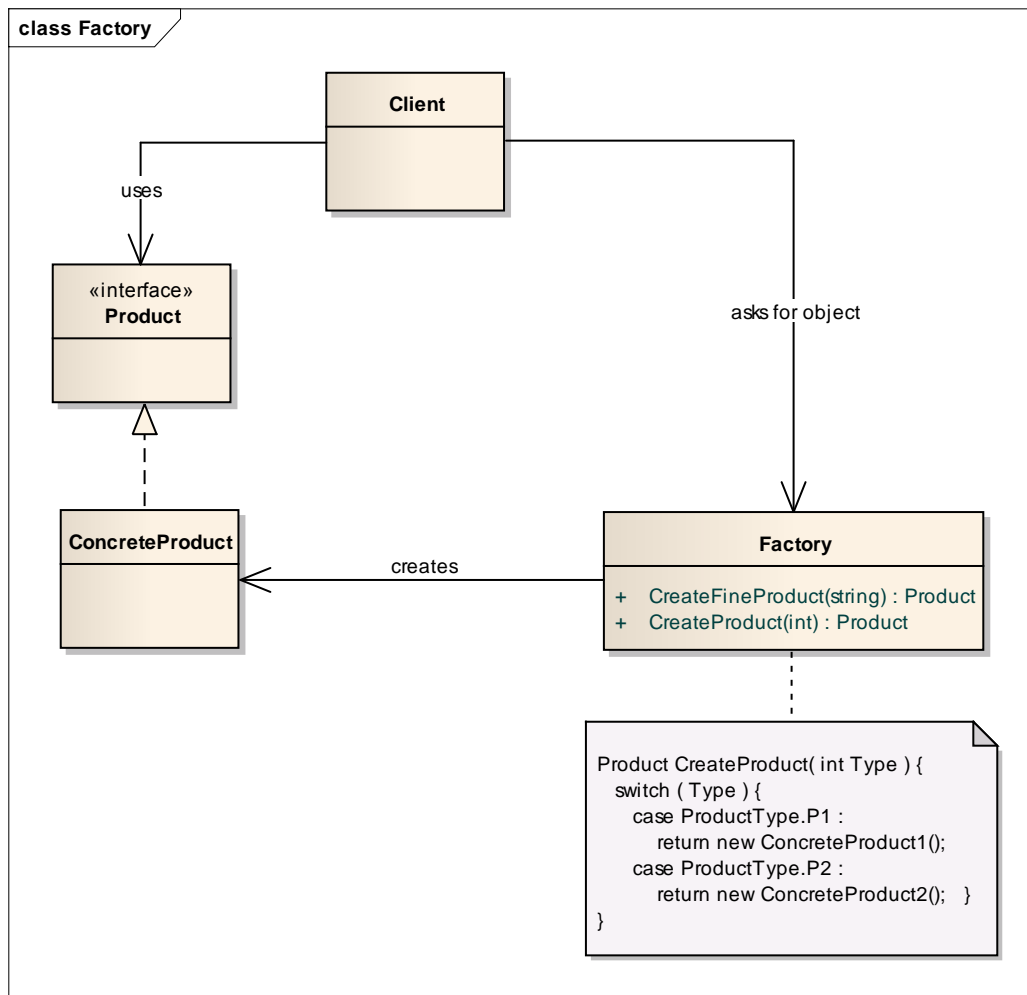 class Factory
Client
uses
«interface»
Product
asks for object
ConcreteProduct
creates
Factory
+ CreateFineProduct(string) : Product
+ CreateProduct(int) : Product
Product CreateProduct( int Type ) {
switch ( Type ) {
case ProductType.P1 :
return new ConcreteProduct1();
case ProductType.P2 :
return new ConcreteProduct2(); }
}